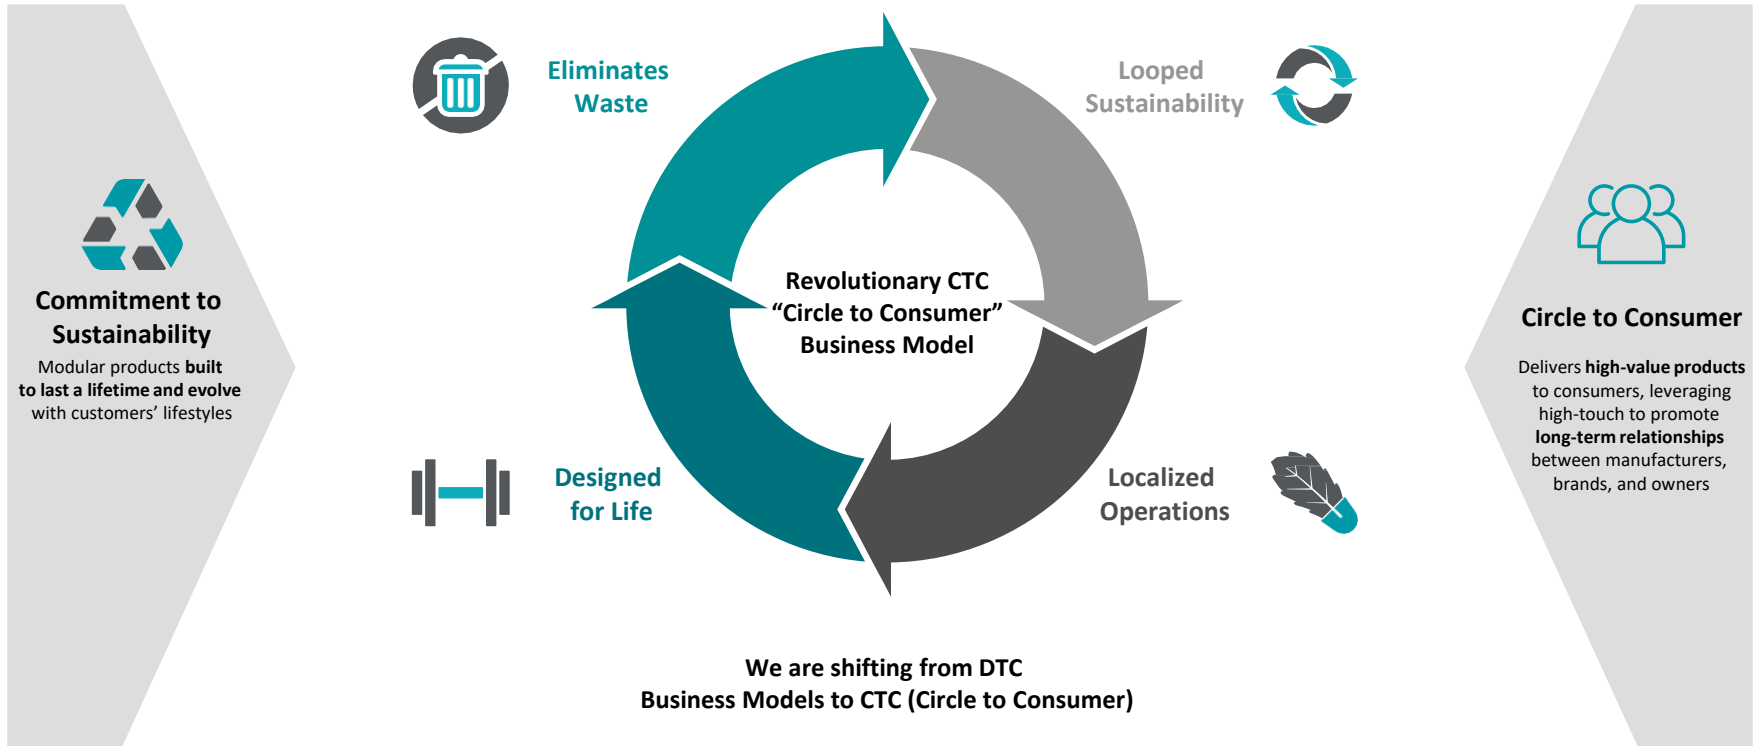 Commitment to
Sustainability
Modular products built
to last a lifetime and evolve
with customers’ lifestyles
Eliminates
Waste
Looped
Sustainability
Revolutionary CTC
“Circle to Consumer”
Business Model
Designed
for Life
Localized
Operations
We are shifting from DTC
Business Models to CTC (Circle to Consumer)
Circle to Consumer
Delivers high-value products
to consumers, leveraging
high-touch to promote
long-term relationships
between manufacturers,
brands, and owners